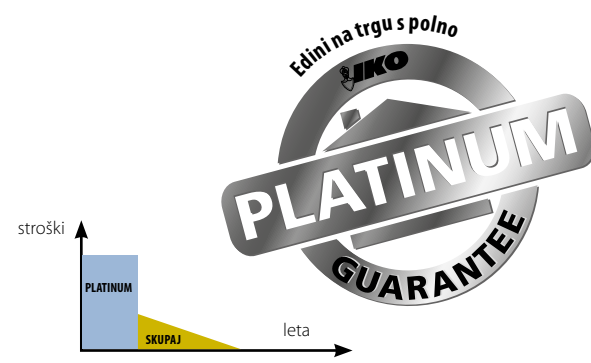 Edini na trgu s polno
IKO
PLATINUM
GUARANTEE
stroški
PLATINUM
SKUPAJ
leta